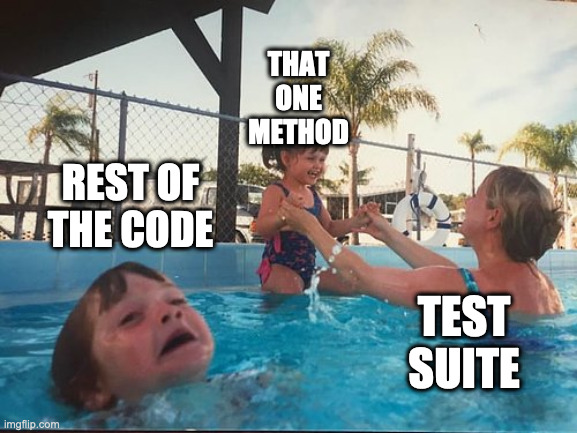 THAT
ONE
METHOD
REST OF
THE CODE
TEST
SUITE
imgflip.com